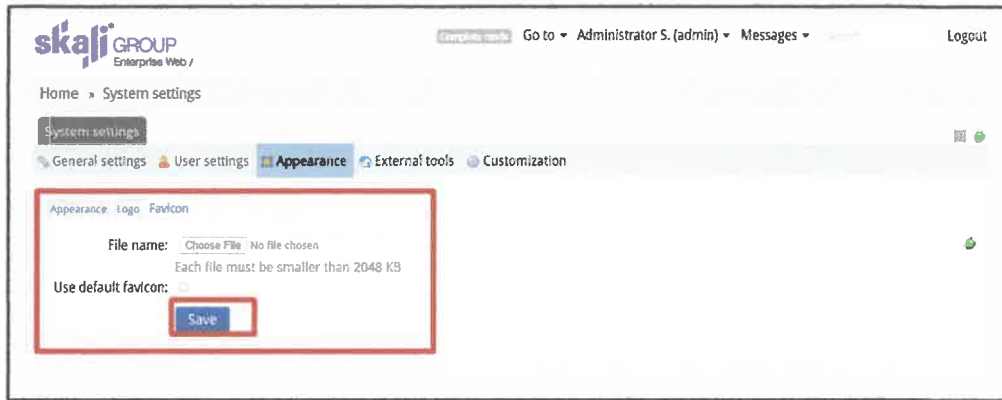 skali GROUP
Enterprise Web /
Complete mode Go to Administrator S. (admin) Messages Logout
Home » System settings
System settings
General settings User settings Appearance External tools Customization
Appearance Logo Favicon
File name: Choose File No file chosen
Each file must be smaller than 2048 KB
Use default favicon:
Save